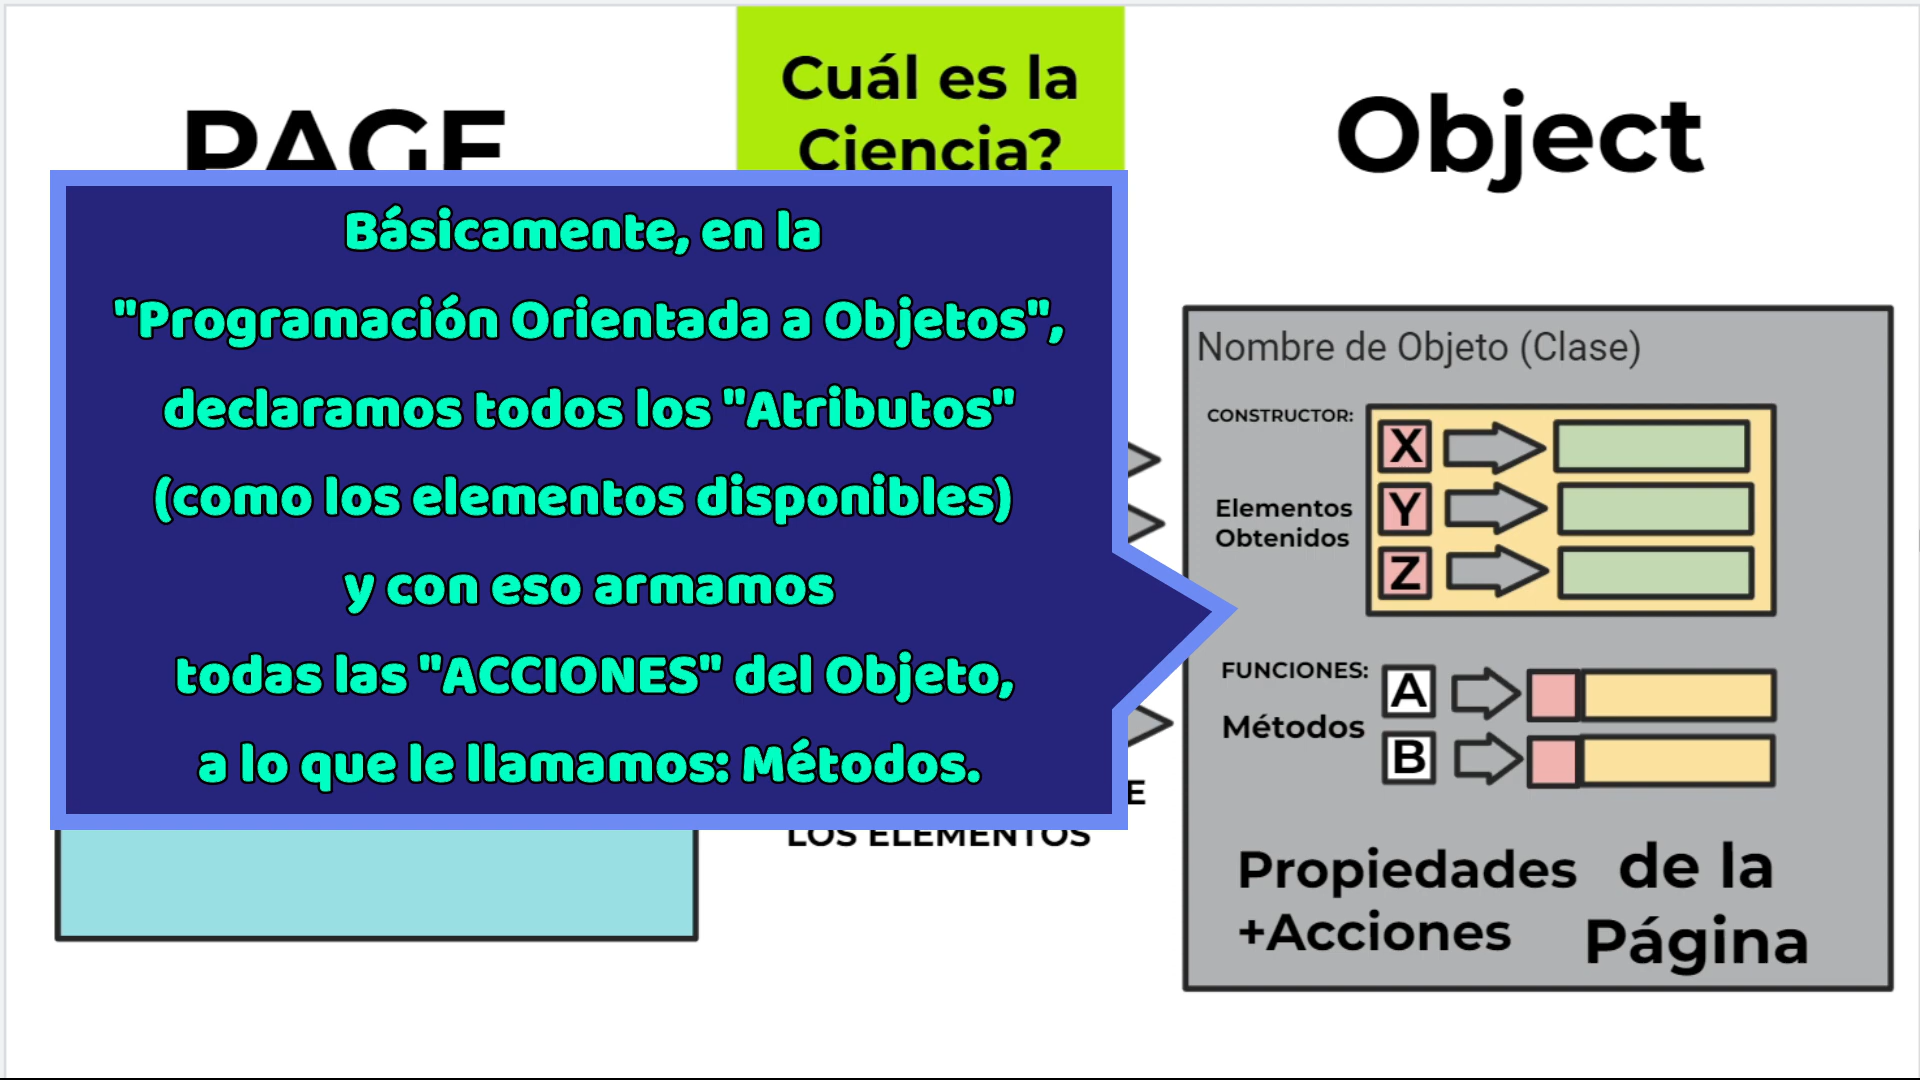 PAGE
Cuál es la
Ciencia?
Object
Básicamente, en la
"Programación Orientada a Objetos",
declaramos todos los "Atributos"
(como los elementos disponibles)
y con eso armamos
todas las "ACCIONES" del Objeto,
a lo que le llamamos: Métodos.
E
LOS ELEMENTOS
Nombre de Objeto (Clase)
CONSTRUCTOR:
X
Elementos
Obtenidos
Y
Z
FUNCIONES:
A
Métodos
B
Propiedades
+Acciones
de la
Página